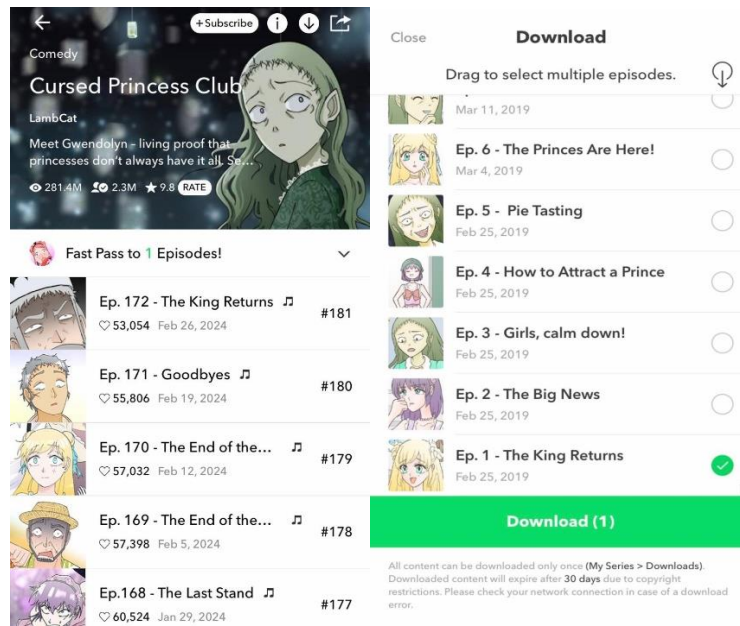 +Subscribe
i
Comedy
Cursed Princess Club
LambCat
Meet Gwendolyn – living proof that
princesses don't always have it all. Se...
281.4M 2.3M ★ 9.8 RATE
Fast Pass to 1 Episodes!
Ep. 172 - The King Returns ♫
♡ 53,054 Feb 26, 2024
#181
Ep. 171 - Goodbyes ♫
♡ 55,806 Feb 19, 2024
#180
Ep. 170 - The End of the... ♫
♡ 57,032 Feb 12, 2024
#179
Ep. 169 - The End of the... ♫
♡ 57,398 Feb 5, 2024
#178
Ep.168 - The Last Stand ♫
♡ 60,524 Jan 29, 2024
#177
Close
Download
Drag to select multiple episodes.
Mar 11, 2019
Ep. 6 - The Princes Are Here!
Mar 4, 2019
Ep. 5 - Pie Tasting
Feb 25, 2019
Ep. 4 - How to Attract a Prince
Feb 25, 2019
Ep. 3 - Girls, calm down!
Feb 25, 2019
Ep. 2 - The Big News
Feb 25, 2019
Ep. 1 - The King Returns
Feb 25, 2019
Download (1)
All content can be downloaded only once (My Series > Downloads).
Downloaded content will expire after 30 days due to copyright
restrictions. Please check your network connection in case of a download
error.